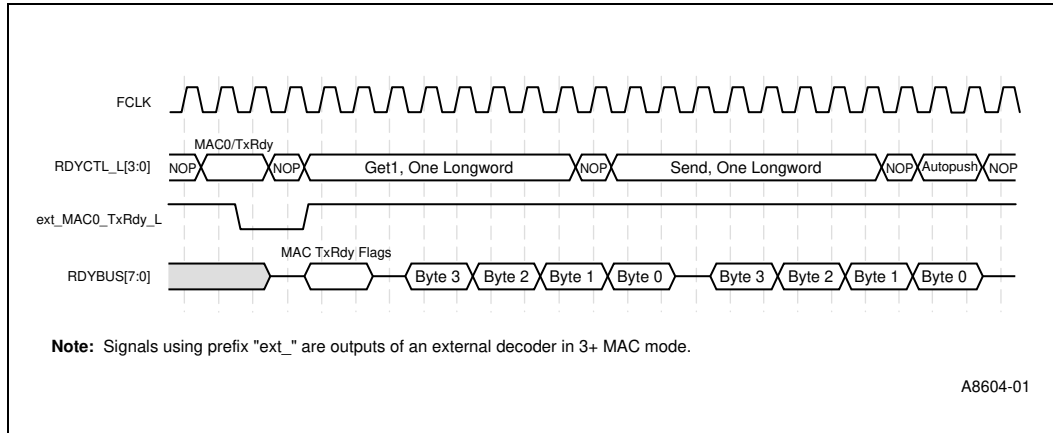 FCLK
MAC0/TxRdy
RDYCTL_L[3:0] NOP NOP Get1, One Longword NOP Send, One Longword NOP Autopush NOP
ext_MAC0_TxRdy_L
MAC TxRdy Flags
RDYBUS[7:0] Byte 3 Byte 2 Byte 1 Byte 0 Byte 3 Byte 2 Byte 1 Byte 0
Note: Signals using prefix "ext_" are outputs of an external decoder in 3+ MAC mode.
A8604-01